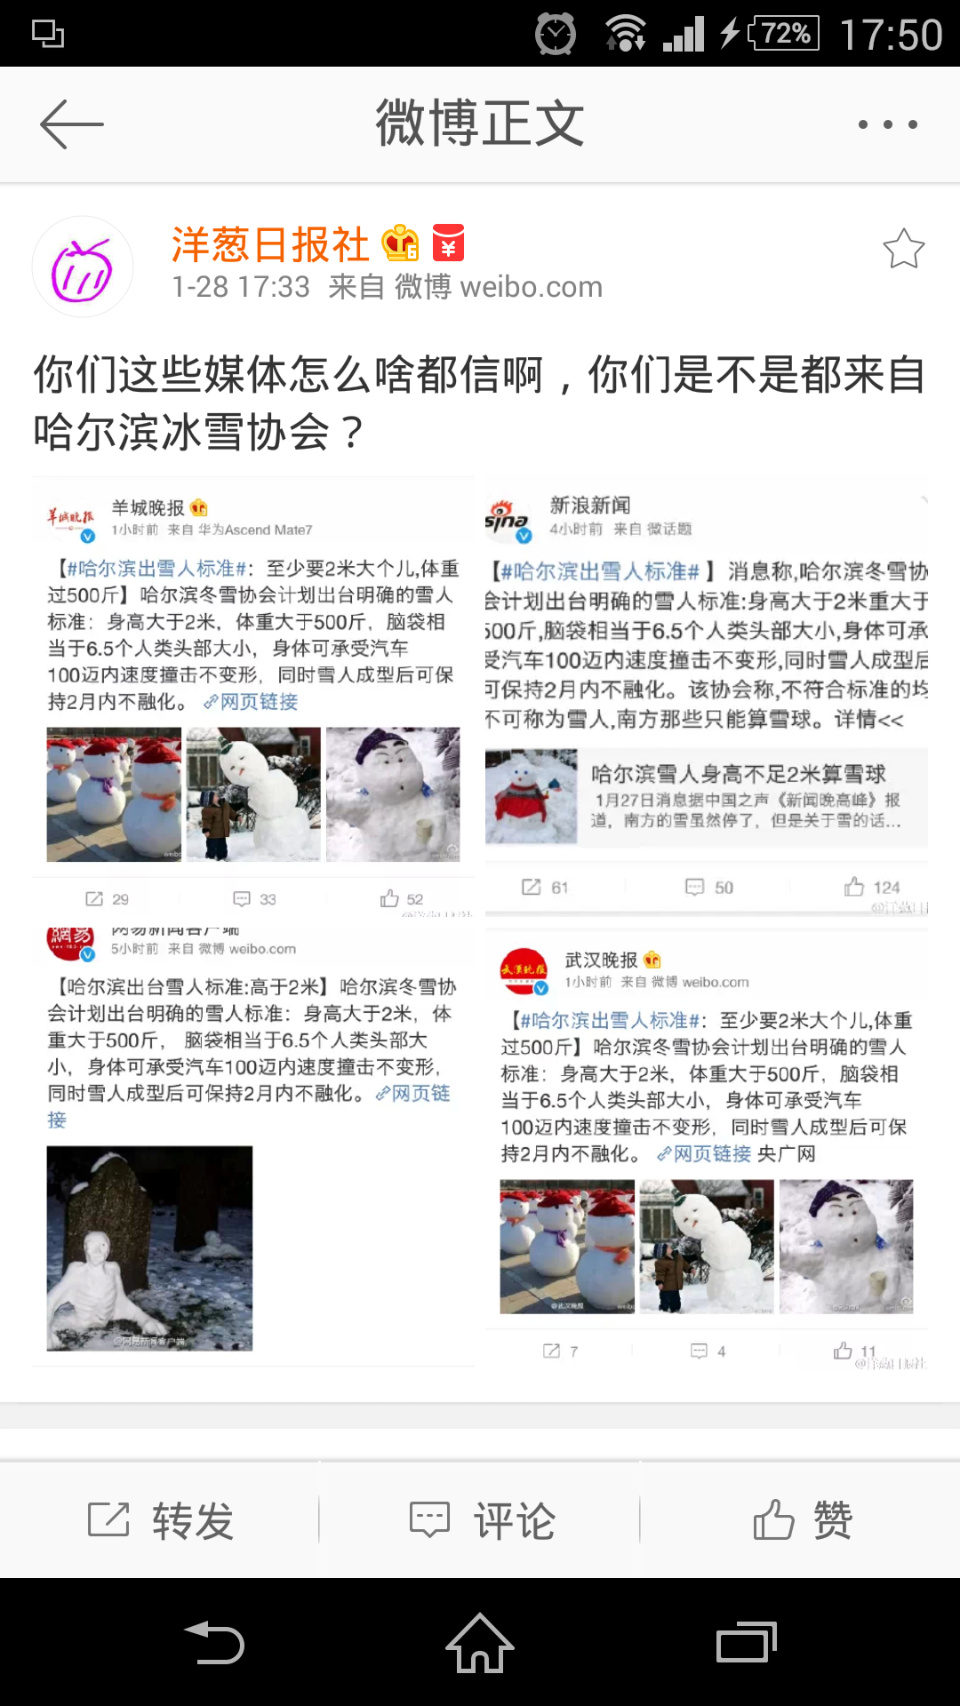 72% 17:50
微博正文
洋葱日报社
1-28 17:33 来自 微博 weibo.com
你们这些媒体怎么啥都信啊，你们是不是都来自
哈尔滨冰雪协会？
羊城晚报
羊城晚报
1小时前 来自 华为Ascend Mate7
【#哈尔滨出雪人标准#：至少要2米大个儿,体重
过500斤】哈尔滨冬雪协会计划出台明确的雪人
标准：身高大于2米，体重大于500斤，脑袋相
当于6.5个人类头部大小，身体可承受汽车
100迈内速度撞击不变形，同时雪人成型后可保
持2月内不融化。 网页链接
29 33 52
sina
新浪新闻
4小时前 来自 微话题
【#哈尔滨出雪人标准# 】消息称,哈尔滨冬雪协
会计划出台明确的雪人标准:身高大于2米重大于
500斤,脑袋相当于6.5个人类头部大小,身体可承
受汽车100迈内速度撞击不变形,同时雪人成型后
可保持2月内不融化。该协会称,不符合标准的均
不可称为雪人,南方那些只能算雪球。详情<<
哈尔滨雪人身高不足2米算雪球
1月27日消息据中国之声《新闻晚高峰》报
道，南方的雪虽然停了，但是关于雪的话...
61 50 124
網易
网易新闻客户端
5小时前 来自 微博 weibo.com
【哈尔滨出台雪人标准:高于2米】哈尔滨冬雪协
会计划出台明确的雪人标准：身高大于2米，体
重大于500斤， 脑袋相当于6.5个人类头部大
小，身体可承受汽车100迈内速度撞击不变形，
同时雪人成型后可保持2月内不融化。 网页链
接
@网易新闻客户端
武汉晚报
武汉晚报
1小时前 来自 微博 weibo.com
【#哈尔滨出雪人标准#：至少要2米大个儿,体重
过500斤】哈尔滨冬雪协会计划出台明确的雪人
标准：身高大于2米，体重大于500斤，脑袋相
当于6.5个人类头部大小，身体可承受汽车
100迈内速度撞击不变形，同时雪人成型后可保
持2月内不融化。 网页链接 央广网
@武汉晚报
7 4 11
@洋葱日报社
转发 评论 赞